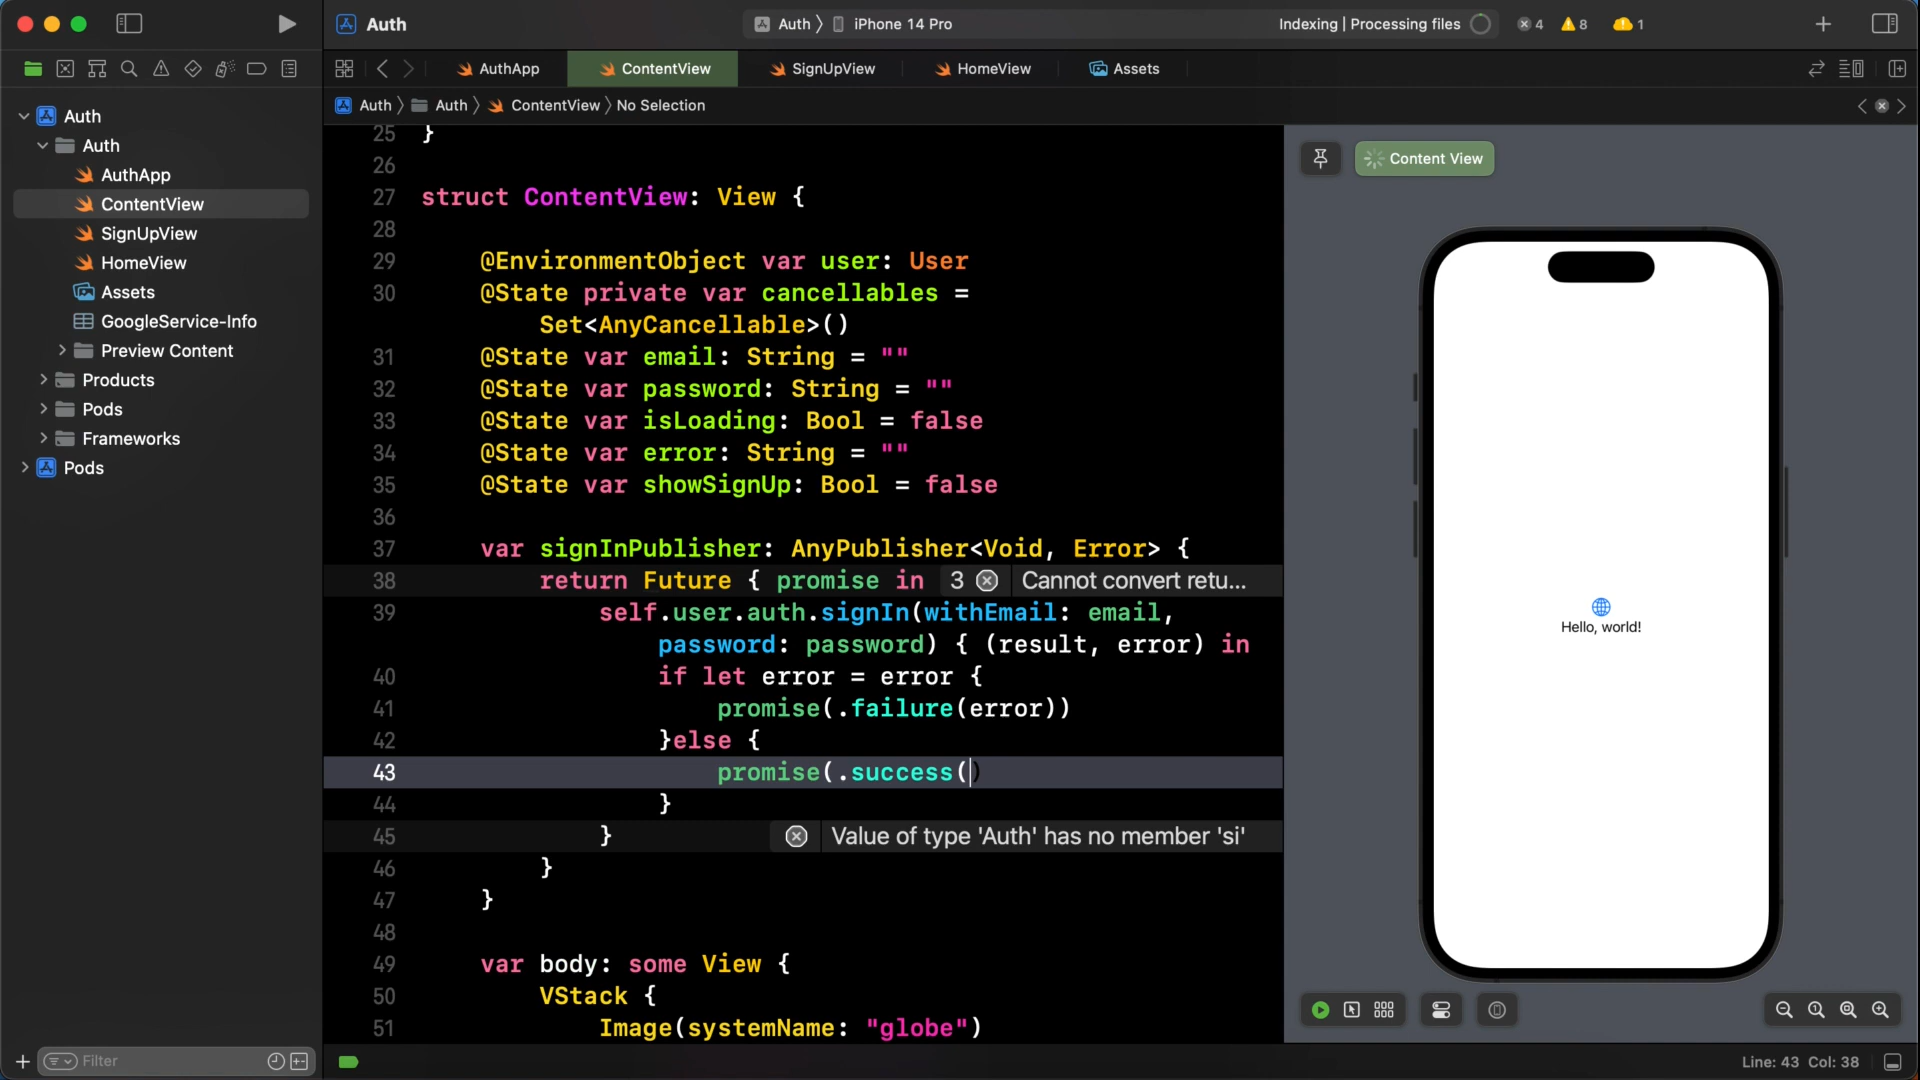 Auth
Auth 〉 iPhone 14 Pro
Indexing | Processing files
4
8
1
AuthApp
ContentView
SignUpView
HomeView
Assets
Auth 〉 Auth 〉 ContentView 〉 No Selection
Auth
Auth
AuthApp
ContentView
SignUpView
HomeView
Assets
GoogleService-Info
Preview Content
Products
Pods
Frameworks
Pods
Filter
25 }
26
27 struct ContentView: View {
28
29 @EnvironmentObject var user: User
30 @State private var cancellables =
Set<AnyCancellable>()
31 @State var email: String = ""
32 @State var password: String = ""
33 @State var isLoading: Bool = false
34 @State var error: String = ""
35 @State var showSignUp: Bool = false
36
37 var signInPublisher: AnyPublisher<Void, Error> {
38 return Future { promise in 3 Cannot convert retu...
39 self.user.auth.signIn(withEmail: email,
password: password) { (result, error) in
40 if let error = error {
41 promise(.failure(error))
42 }else {
43 promise(.success()
44 }
45 } Value of type 'Auth' has no member 'si'
46 }
47 }
48
49 var body: some View {
50 VStack {
51 Image(systemName: "globe")
Content View
Hello, world!
Line: 43 Col: 38